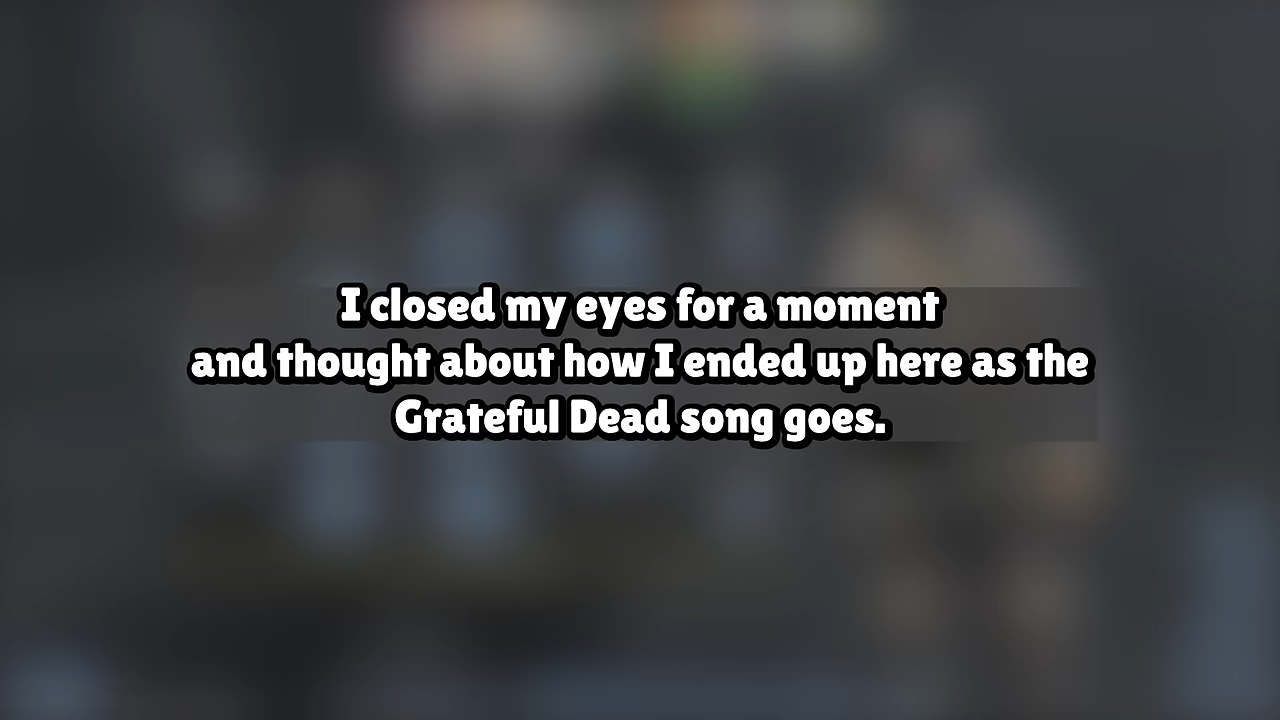 I closed my eyes for a moment
and thought about how I ended up here as the
Grateful Dead song goes.